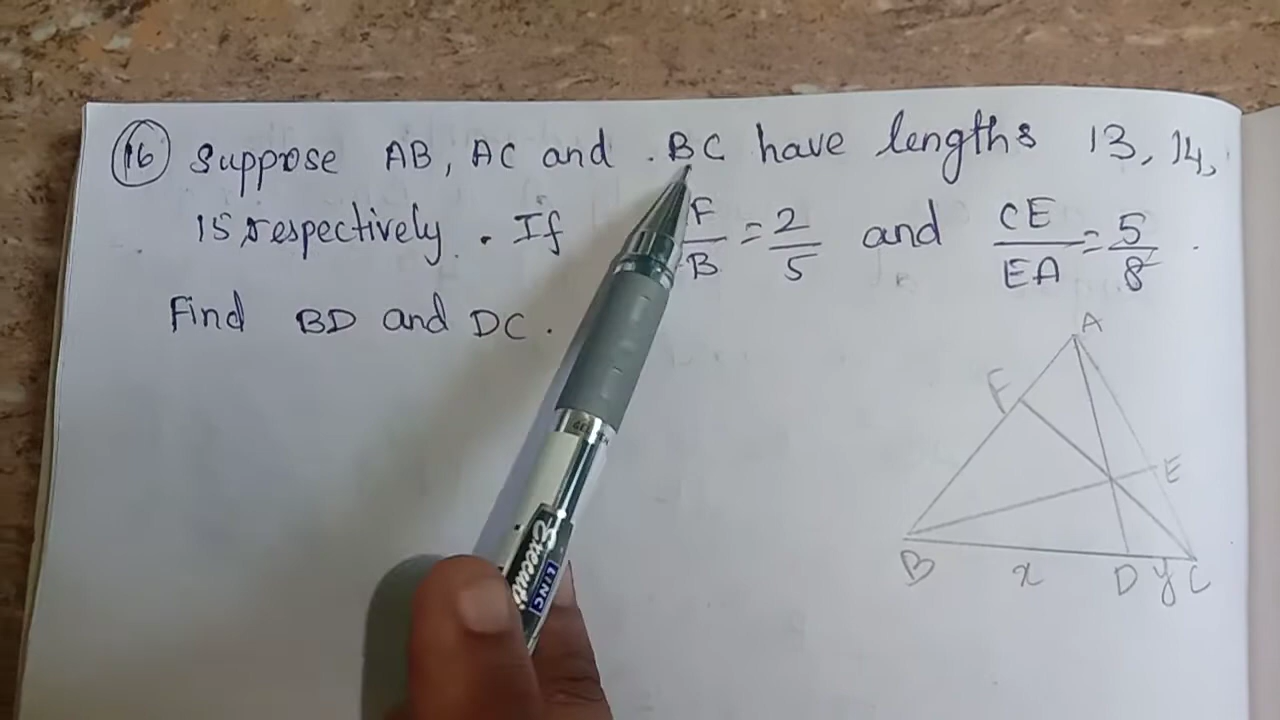 16 Suppose AB, AC and . BC have lengths 13, 14,
15 respectively . If F/B = 2/5 and CE/EA = 5/8 .
Find BD and DC .
A
F
E
B x D y C
LINC